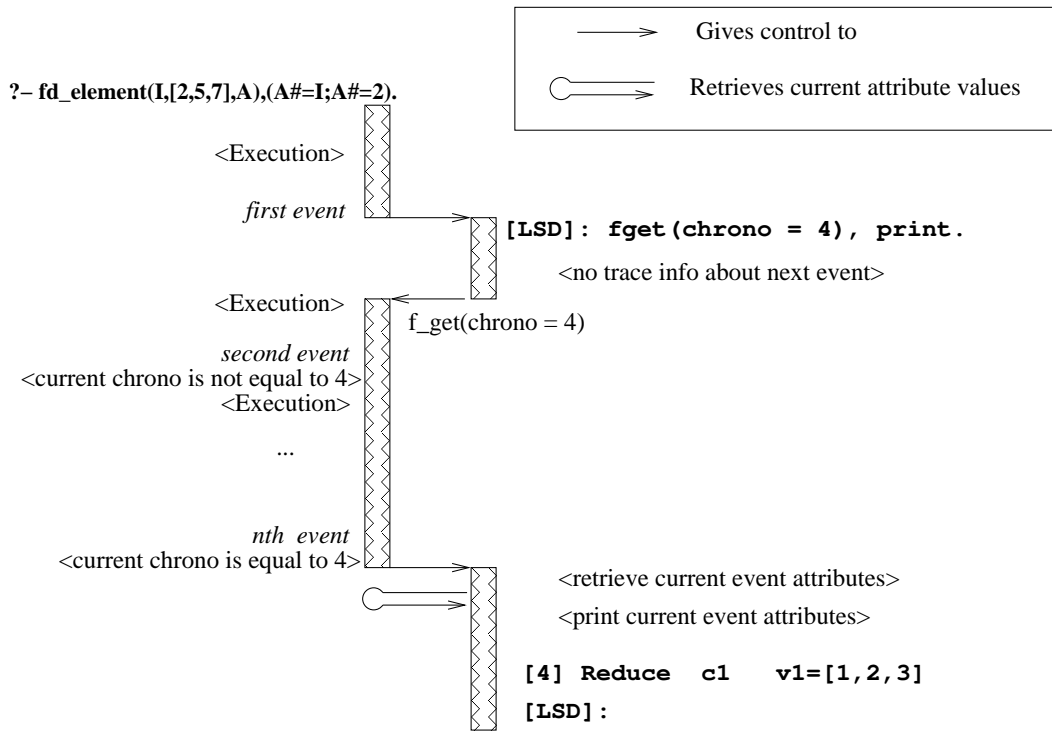 Gives control to
Retrieves current attribute values
?– fd_element(I,[2,5,7],A),(A#=I;A#=2).
<Execution>
first event
[LSD]: fget(chrono = 4), print.
<no trace info about next event>
<Execution>
f_get(chrono = 4)
second event
<current chrono is not equal to 4>
<Execution>
...
nth event
<current chrono is equal to 4>
<retrieve current event attributes>
<print current event attributes>
[4] Reduce c1 v1=[1,2,3]
[LSD]: